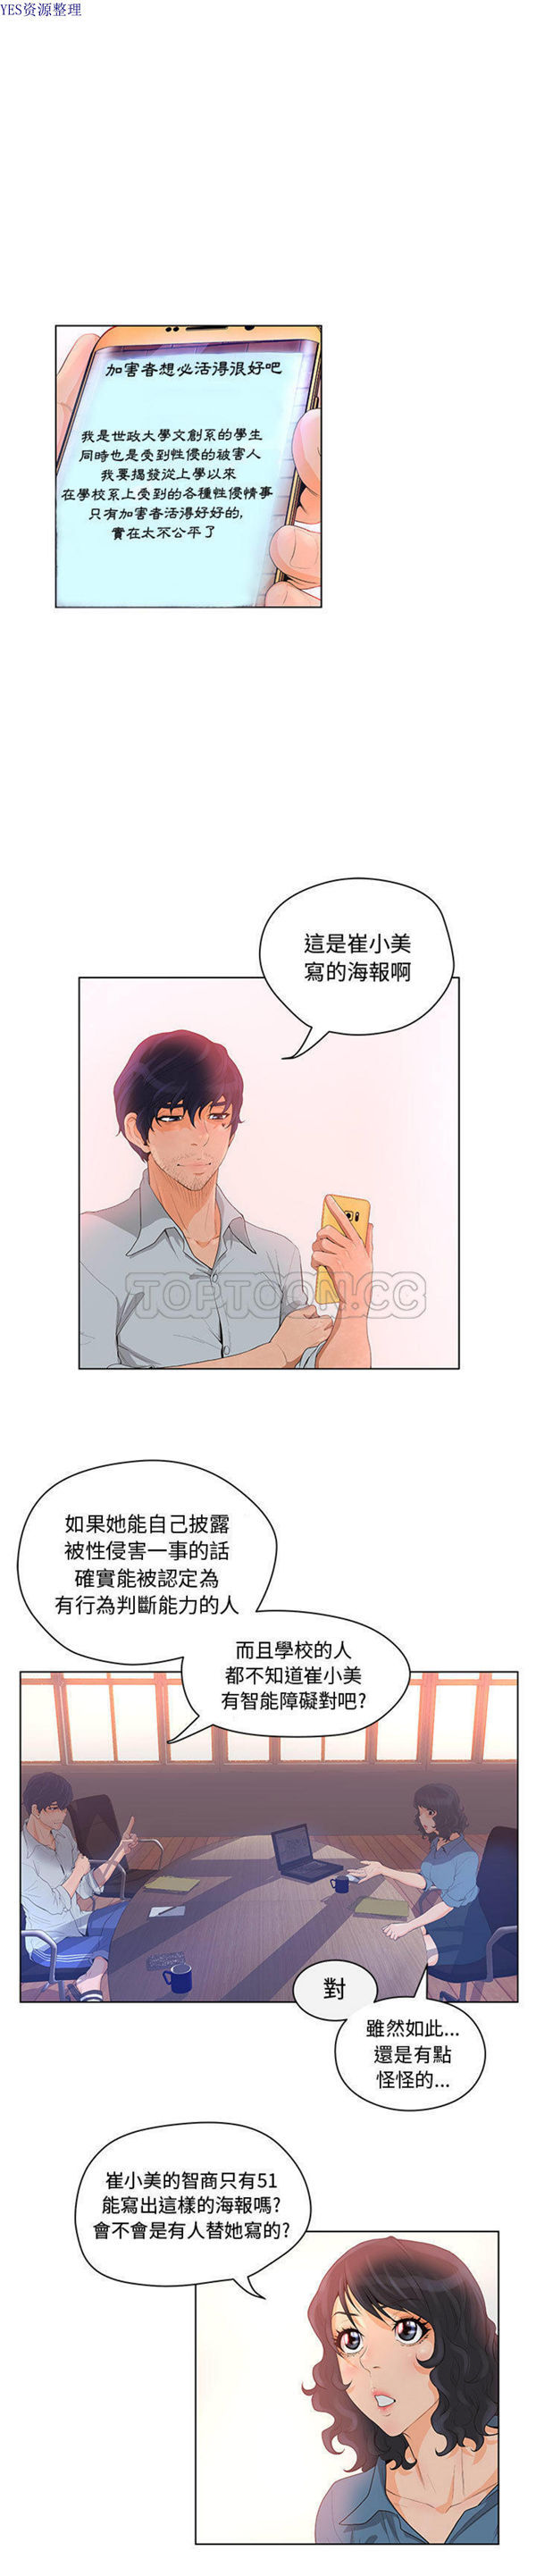 YES资源整理
加害者想必活得很好吧
我是世政大學文創系的學生
同時也是受到性侵的被害人
我要揭發從上學以來
在學校系上受到的各種性侵情事
只有加害者活得好好的,
實在太不公平了
這是崔小美
寫的海報啊
TOPTOON.CC
如果她能自己披露
被性侵害一事的話
確實能被認定為
有行為判斷能力的人
而且學校的人
都不知道崔小美
有智能障礙對吧?
對
雖然如此...
還是有點
怪怪的...
崔小美的智商只有51
能寫出這樣的海報嗎?
會不會是有人替她寫的?